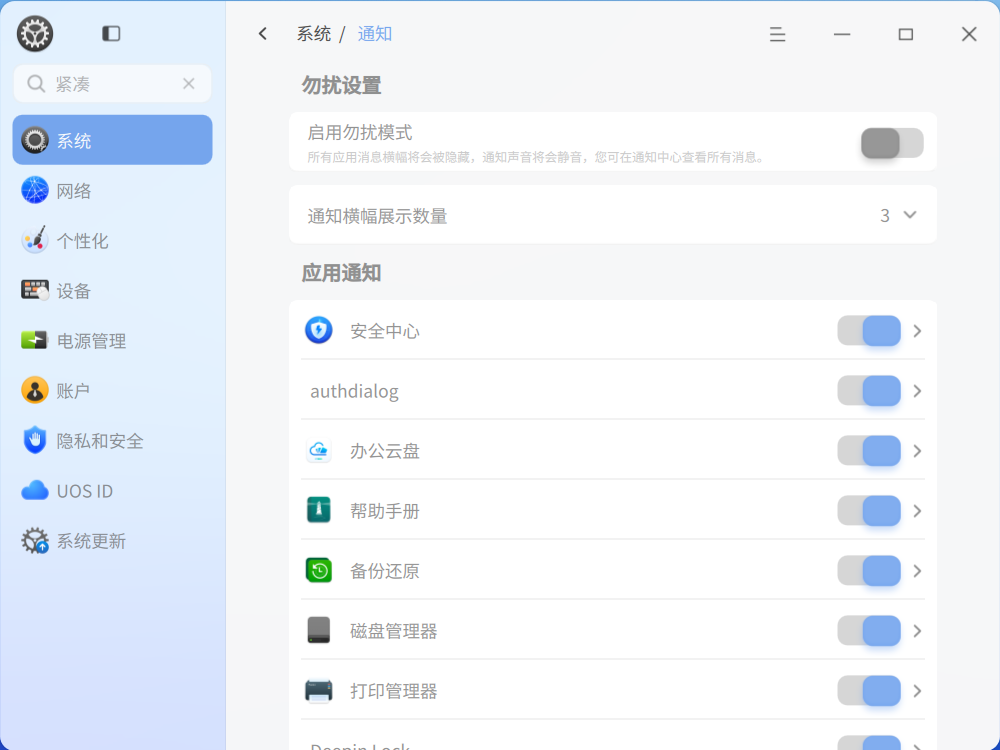 紧凑
系统
网络
个性化
设备
电源管理
账户
隐私和安全
UOS ID
系统更新
系统 / 通知
勿扰设置
启用勿扰模式
所有应用消息横幅将会被隐藏，通知声音将会静音，您可在通知中心查看所有消息。
通知横幅展示数量 3
应用通知
安全中心
authdialog
办公云盘
帮助手册
备份还原
磁盘管理器
打印管理器
Deepin Lock